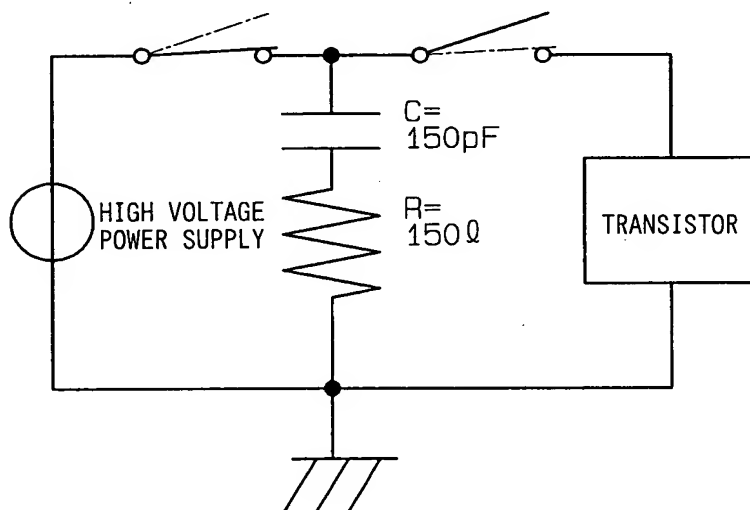 C=
150pF
R=
150Ω
HIGH VOLTAGE
POWER SUPPLY
TRANSISTOR